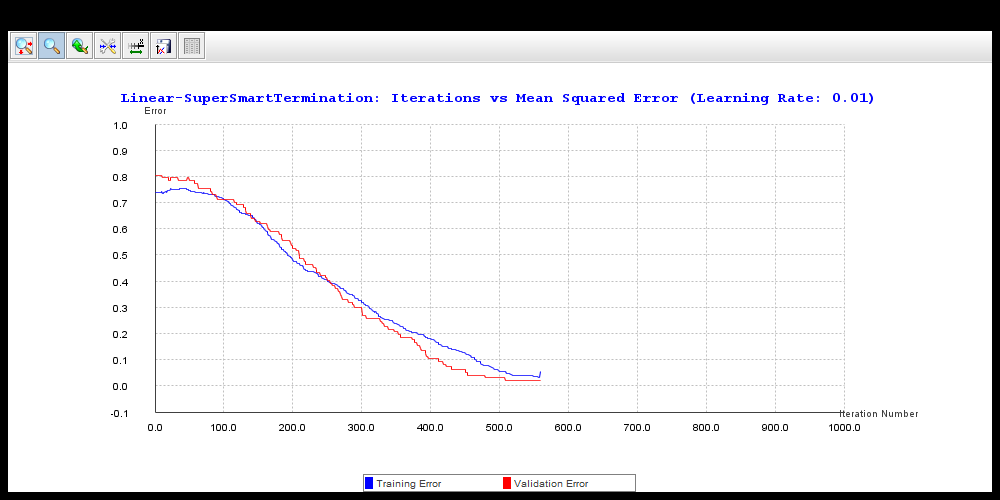 Linear-SuperSmartTermination: Iterations vs Mean Squared Error (Learning Rate: 0.01)
Error
1.0
0.9
0.8
0.7
0.6
0.5
0.4
0.3
0.2
0.1
0.0
-0.1
Iteration Number
0.0 100.0 200.0 300.0 400.0 500.0 600.0 700.0 800.0 900.0 1000.0
Training Error Validation Error